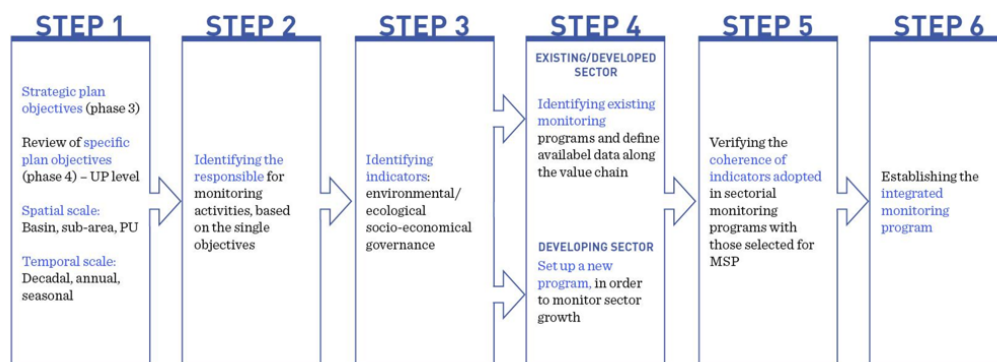 STEP 1
Strategic plan
objectives (phase 3)
Review of specific
plan objectives
(phase 4) – UP level
Spatial scale:
Basin, sub-area, PU
Temporal scale:
Decadal, annual,
seasonal
STEP 2
Identifying the
responsible for
monitoring
activities, based
on the single
objectives
STEP 3
Identifying
indicators:
environmental/
ecological
socio-economical
governance
STEP 4
EXISTING/DEVELOPED
SECTOR
Identifying existing
monitoring
programs and define
availabel data along
the value chain
DEVELOPING SECTOR
Set up a new
program, in order
to monitor sector
growth
STEP 5
Verifying the
coherence of
indicators adopted
in sectorial
monitoring
programs with
those selected for
MSP
STEP 6
Establishing the
integrated
monitoring
program